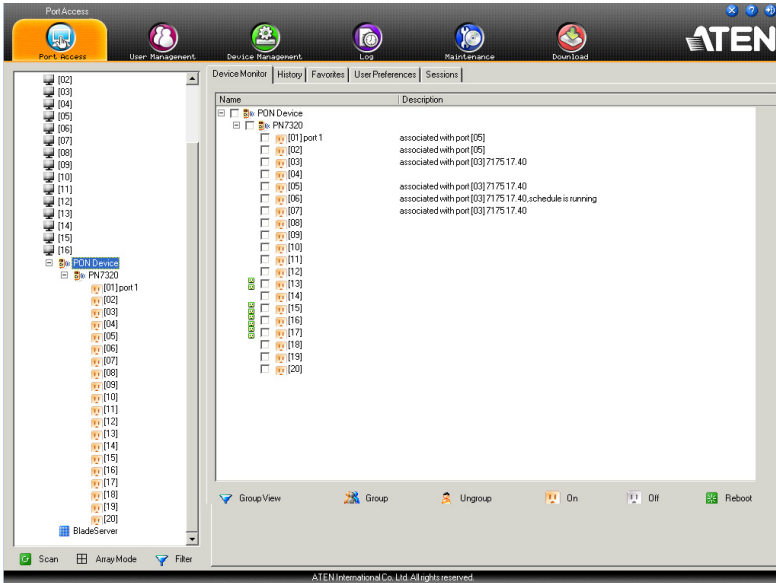 PortAccess
Port Access
User Management
Device Management
Log
Maintenance
Download
ATEN
[02]
[03]
[04]
[05]
[06]
[07]
[08]
[09]
[10]
[11]
[12]
[13]
[14]
[15]
[16]
PON Device
PN7320
[01]port 1
[02]
[03]
[04]
[05]
[06]
[07]
[08]
[09]
[10]
[11]
[12]
[13]
[14]
[15]
[16]
[17]
[18]
[19]
[20]
BladeServer
Scan Array Mode Filter
Device Monitor History Favorites User Preferences Sessions
Name Description
PON Device
PN7320
[01]port 1 associated with port [05]
[02] associated with port [05]
[03] associated with port [03] 7175 17.40
[04]
[05] associated with port [03] 7175 17.40
[06] associated with port [03] 7175 17.40,schedule is running
[07] associated with port [03] 7175 17.40
[08]
[09]
[10]
[11]
[12]
[13]
[14]
[15]
[16]
[17]
[18]
[19]
[20]
Group View Group Ungroup On Off Reboot
ATEN International Co. Ltd. All rights reserved.